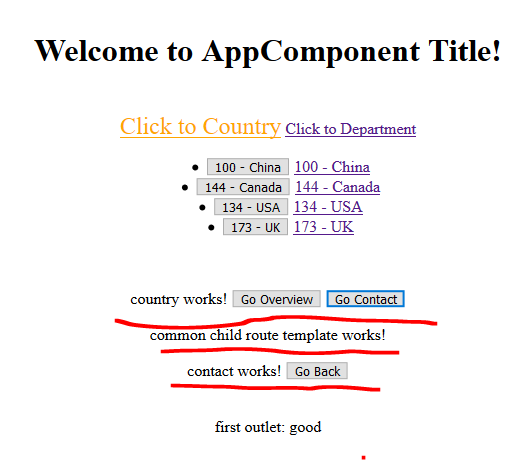 Welcome to AppComponent Title!
Click to Country Click to Department
100 - China 100 - China
144 - Canada 144 - Canada
134 - USA 134 - USA
173 - UK 173 - UK
country works! Go Overview Go Contact
common child route template works!
contact works! Go Back
first outlet: good